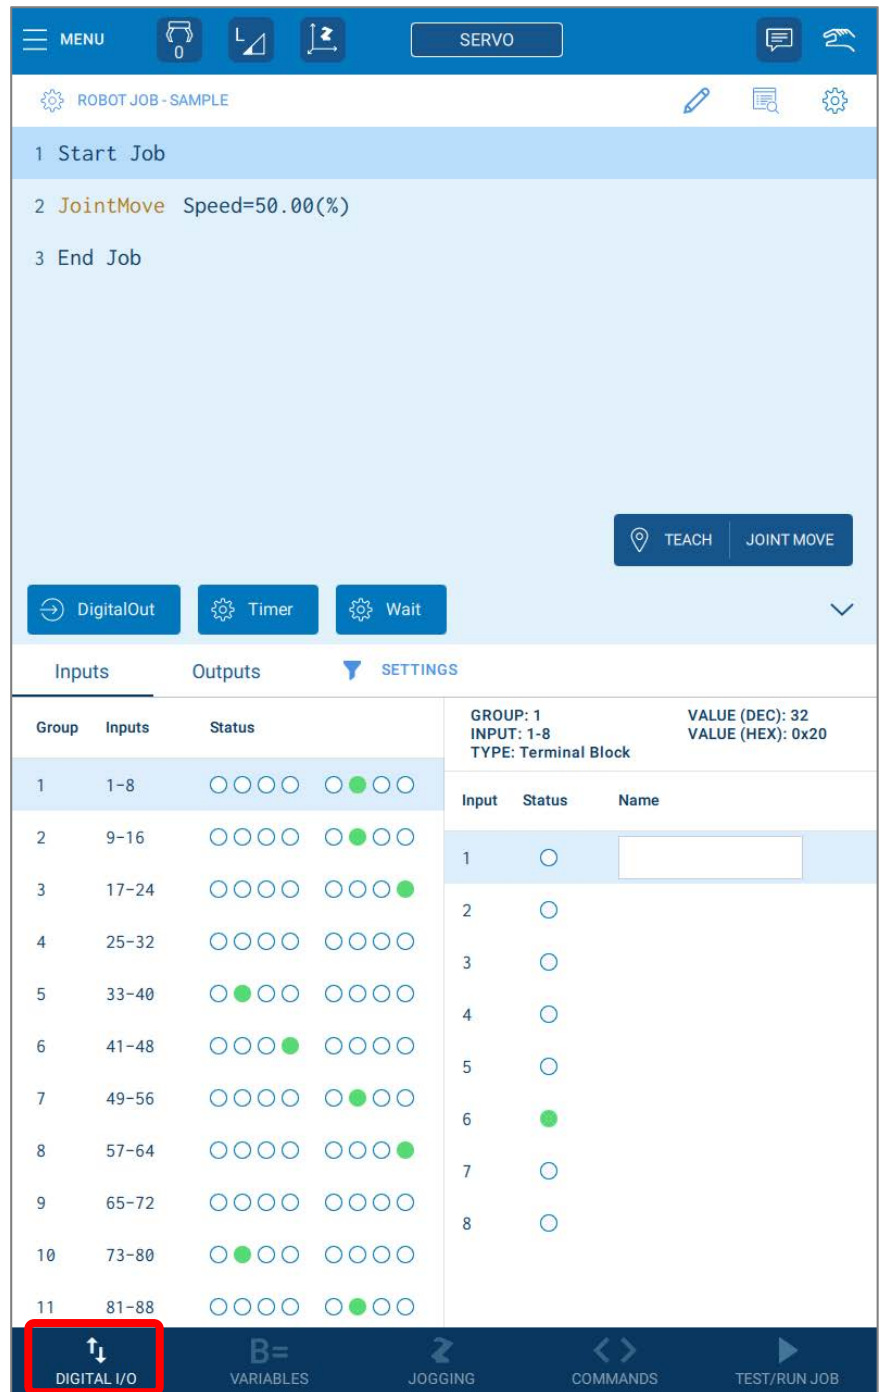 MENU 0 L SERVO
ROBOT JOB - SAMPLE
1 Start Job
2 JointMove Speed=50.00(%)
3 End Job
TEACH JOINT MOVE
DigitalOut Timer Wait
Inputs Outputs SETTINGS
Group Inputs Status
1 1-8
2 9-16
3 17-24
4 25-32
5 33-40
6 41-48
7 49-56
8 57-64
9 65-72
10 73-80
11 81-88
GROUP: 1 VALUE (DEC): 32
INPUT: 1-8 VALUE (HEX): 0x20
TYPE: Terminal Block
Input Status Name
1
2
3
4
5
6
7
8
B=
DIGITAL I/O VARIABLES JOGGING COMMANDS TEST/RUN JOB